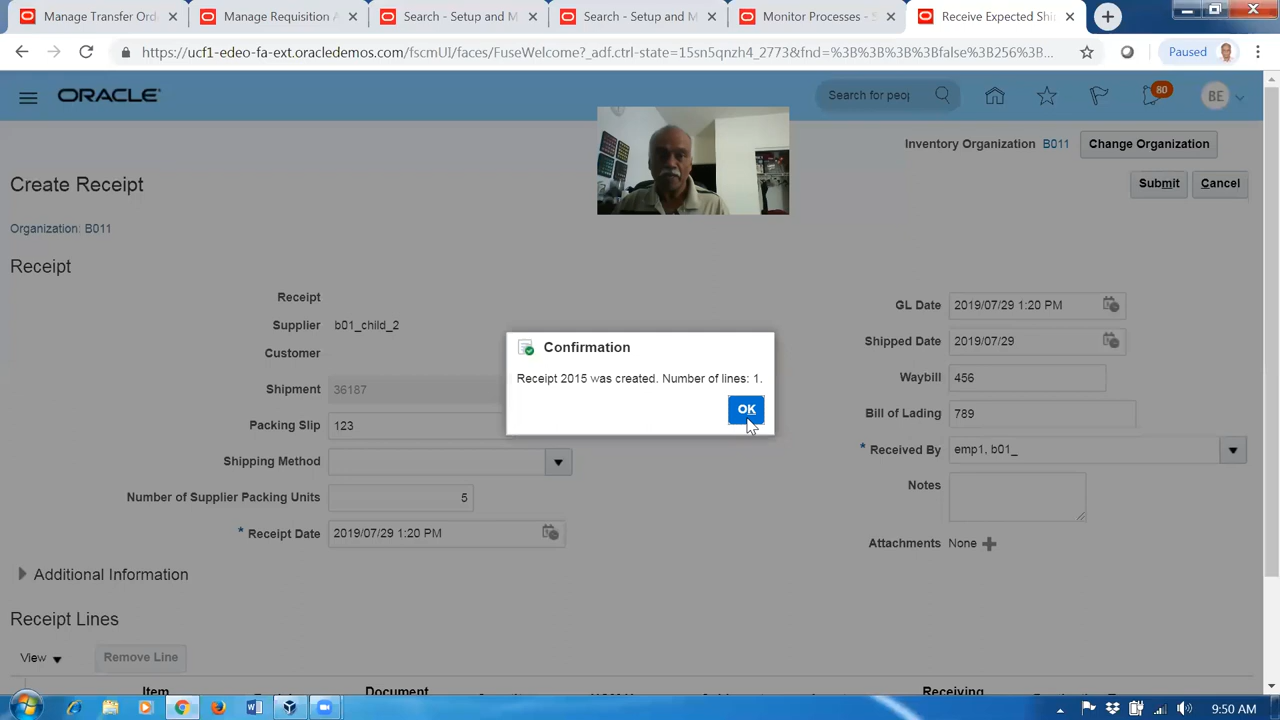 Manage Transfer Ord
Manage Requisition A
Search - Setup and M
Search - Setup and M
Monitor Processes - S
Receive Expected Shi
https://ucf1-edeo-fa-ext.oracledemos.com/fscmUI/faces/FuseWelcome?_adf.ctrl-state=15sn5qnzh4_2773&fnd=%3B%3B%3B%3Bfalse%3B256%3B%3B%3B...
Paused
ORACLE
Search for peopl
80
BE
Inventory Organization B011
Change Organization
Create Receipt
Submit
Cancel
Organization: B011
Receipt
Receipt
Supplier b01_child_2
Customer
Shipment 36187
Packing Slip 123
Shipping Method
Number of Supplier Packing Units 5
* Receipt Date 2019/07/29 1:20 PM
GL Date 2019/07/29 1:20 PM
Shipped Date 2019/07/29
Waybill 456
Bill of Lading 789
* Received By emp1, b01_
Notes
Attachments None
Confirmation
Receipt 2015 was created. Number of lines: 1.
OK
Additional Information
Receipt Lines
View
Remove Line
Item
Document
Receiving
9:50 AM